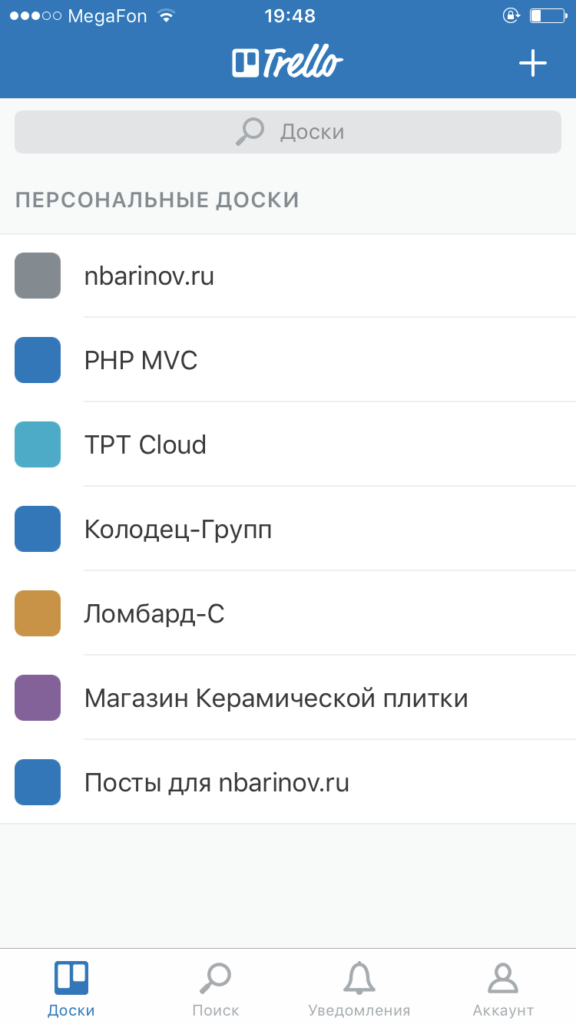 MegaFon 19:48
Trello
Доски
ПЕРСОНАЛЬНЫЕ ДОСКИ
nbarinov.ru
PHP MVC
TPT Cloud
Колодец-Групп
Ломбард-С
Магазин Керамической плитки
Посты для nbarinov.ru
Доски Поиск Уведомления Аккаунт